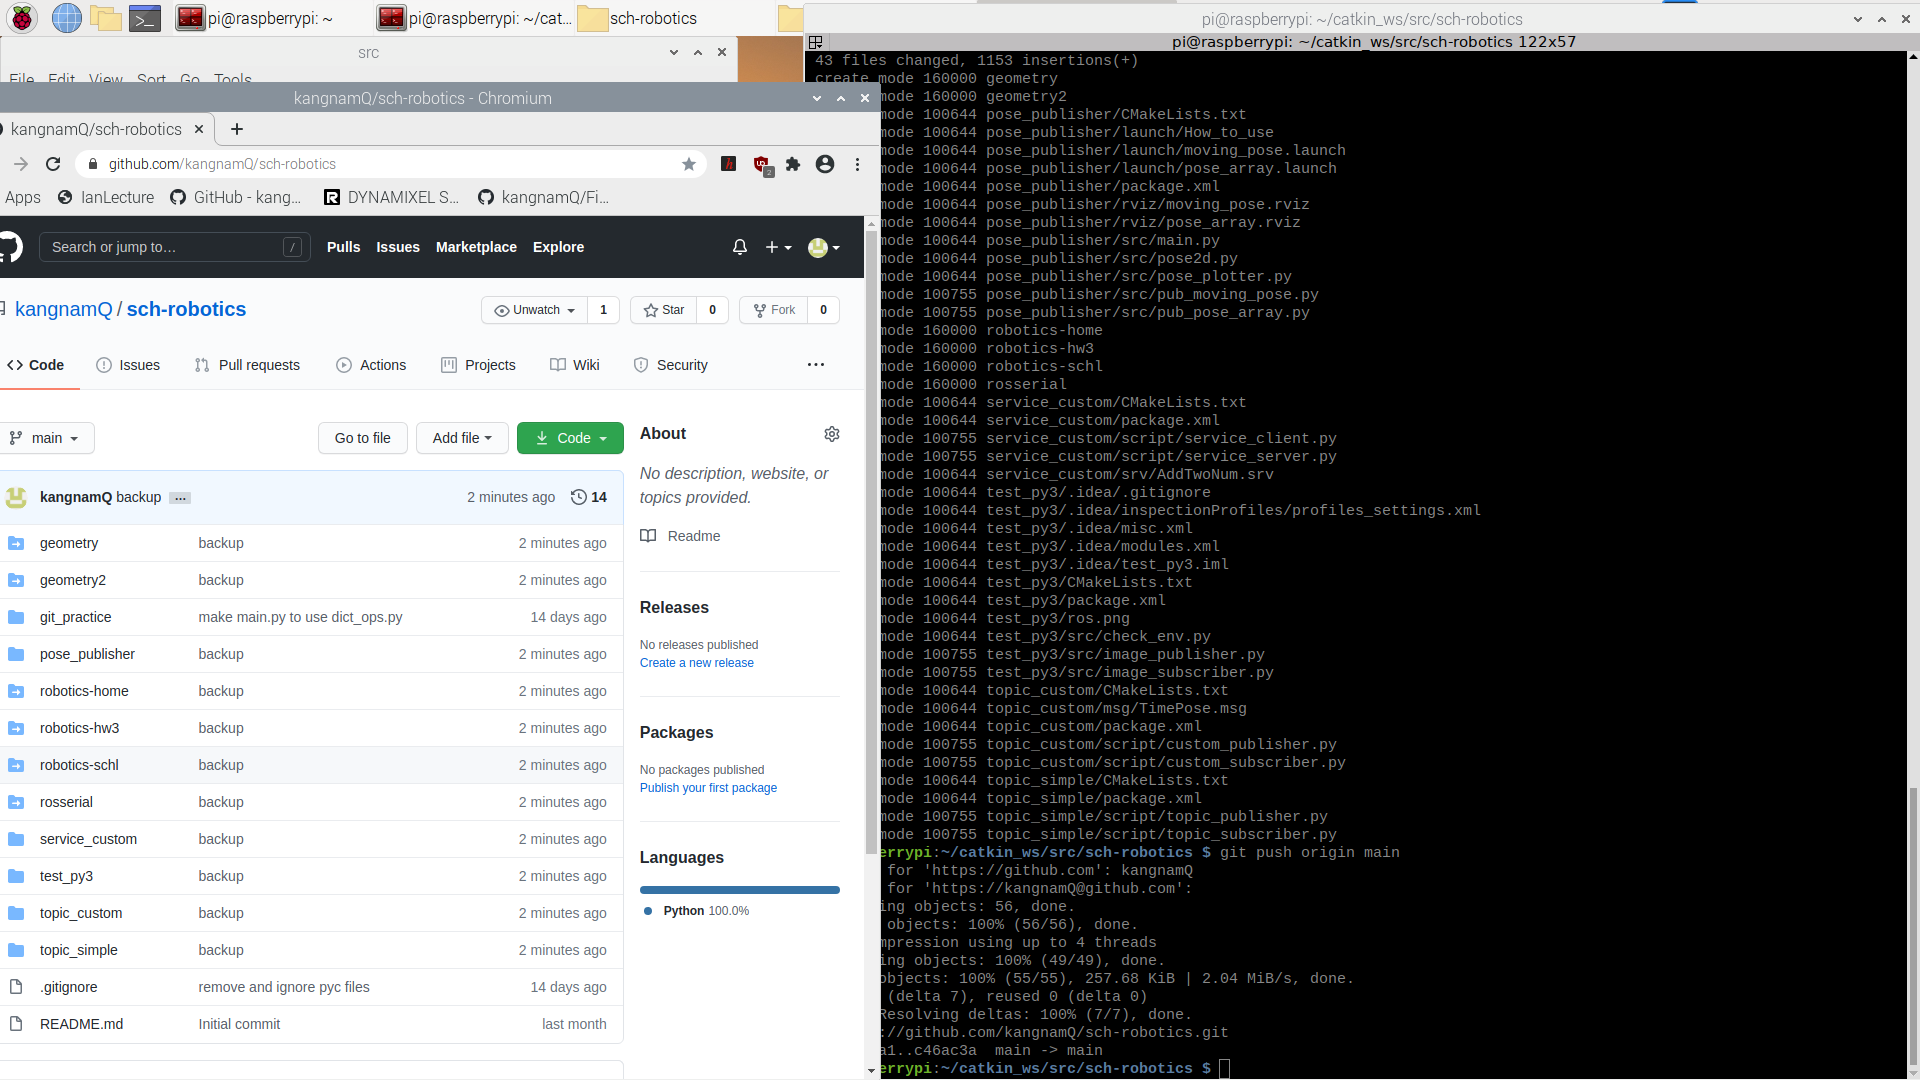 pi@raspberrypi: ~
pi@raspberrypi: ~/cat...
sch-robotics
src
File Edit View Sort Go Tools
kangnamQ/sch-robotics - Chromium
kangnamQ/sch-robotics
github.com/kangnamQ/sch-robotics
2
Apps
IanLecture
GitHub - kang...
DYNAMIXEL S...
kangnamQ/Fi...
Search or jump to…
/
Pulls Issues Marketplace Explore
kangnamQ / sch-robotics
Unwatch 1
Star 0
Fork 0
Code
Issues
Pull requests
Actions
Projects
Wiki
Security
main
Go to file
Add file
Code
kangnamQ backup ... 2 minutes ago 14
geometry backup 2 minutes ago
geometry2 backup 2 minutes ago
git_practice make main.py to use dict_ops.py 14 days ago
pose_publisher backup 2 minutes ago
robotics-home backup 2 minutes ago
robotics-hw3 backup 2 minutes ago
robotics-schl backup 2 minutes ago
rosserial backup 2 minutes ago
service_custom backup 2 minutes ago
test_py3 backup 2 minutes ago
topic_custom backup 2 minutes ago
topic_simple backup 2 minutes ago
.gitignore remove and ignore pyc files 14 days ago
README.md Initial commit last month
About
No description, website, or
topics provided.
Readme
Releases
No releases published
Create a new release
Packages
No packages published
Publish your first package
Languages
Python 100.0%
pi@raspberrypi: ~/catkin_ws/src/sch-robotics
pi@raspberrypi: ~/catkin_ws/src/sch-robotics 122x57
43 files changed, 1153 insertions(+)
create mode 160000 geometry
mode 160000 geometry2
mode 100644 pose_publisher/CMakeLists.txt
mode 100644 pose_publisher/launch/How_to_use
mode 100644 pose_publisher/launch/moving_pose.launch
mode 100644 pose_publisher/launch/pose_array.launch
mode 100644 pose_publisher/package.xml
mode 100644 pose_publisher/rviz/moving_pose.rviz
mode 100644 pose_publisher/rviz/pose_array.rviz
mode 100644 pose_publisher/src/main.py
mode 100644 pose_publisher/src/pose2d.py
mode 100644 pose_publisher/src/pose_plotter.py
mode 100755 pose_publisher/src/pub_moving_pose.py
mode 100755 pose_publisher/src/pub_pose_array.py
mode 160000 robotics-home
mode 160000 robotics-hw3
mode 160000 robotics-schl
mode 160000 rosserial
mode 100644 service_custom/CMakeLists.txt
mode 100644 service_custom/package.xml
mode 100755 service_custom/script/service_client.py
mode 100755 service_custom/script/service_server.py
mode 100644 service_custom/srv/AddTwoNum.srv
mode 100644 test_py3/.idea/.gitignore
mode 100644 test_py3/.idea/inspectionProfiles/profiles_settings.xml
mode 100644 test_py3/.idea/misc.xml
mode 100644 test_py3/.idea/modules.xml
mode 100644 test_py3/.idea/test_py3.iml
mode 100644 test_py3/CMakeLists.txt
mode 100644 test_py3/package.xml
mode 100644 test_py3/ros.png
mode 100644 test_py3/src/check_env.py
mode 100755 test_py3/src/image_publisher.py
mode 100755 test_py3/src/image_subscriber.py
mode 100644 topic_custom/CMakeLists.txt
mode 100644 topic_custom/msg/TimePose.msg
mode 100644 topic_custom/package.xml
mode 100755 topic_custom/script/custom_publisher.py
mode 100755 topic_custom/script/custom_subscriber.py
mode 100644 topic_simple/CMakeLists.txt
mode 100644 topic_simple/package.xml
mode 100755 topic_simple/script/topic_publisher.py
mode 100755 topic_simple/script/topic_subscriber.py
errypi:~/catkin_ws/src/sch-robotics $ git push origin main
for 'https://github.com': kangnamQ
for 'https://kangnamQ@github.com':
ing objects: 56, done.
objects: 100% (56/56), done.
mpression using up to 4 threads
ing objects: 100% (49/49), done.
objects: 100% (55/55), 257.68 KiB | 2.04 MiB/s, done.
(delta 7), reused 0 (delta 0)
Resolving deltas: 100% (7/7), done.
://github.com/kangnamQ/sch-robotics.git
a1..c46ac3a main -> main
errypi:~/catkin_ws/src/sch-robotics $